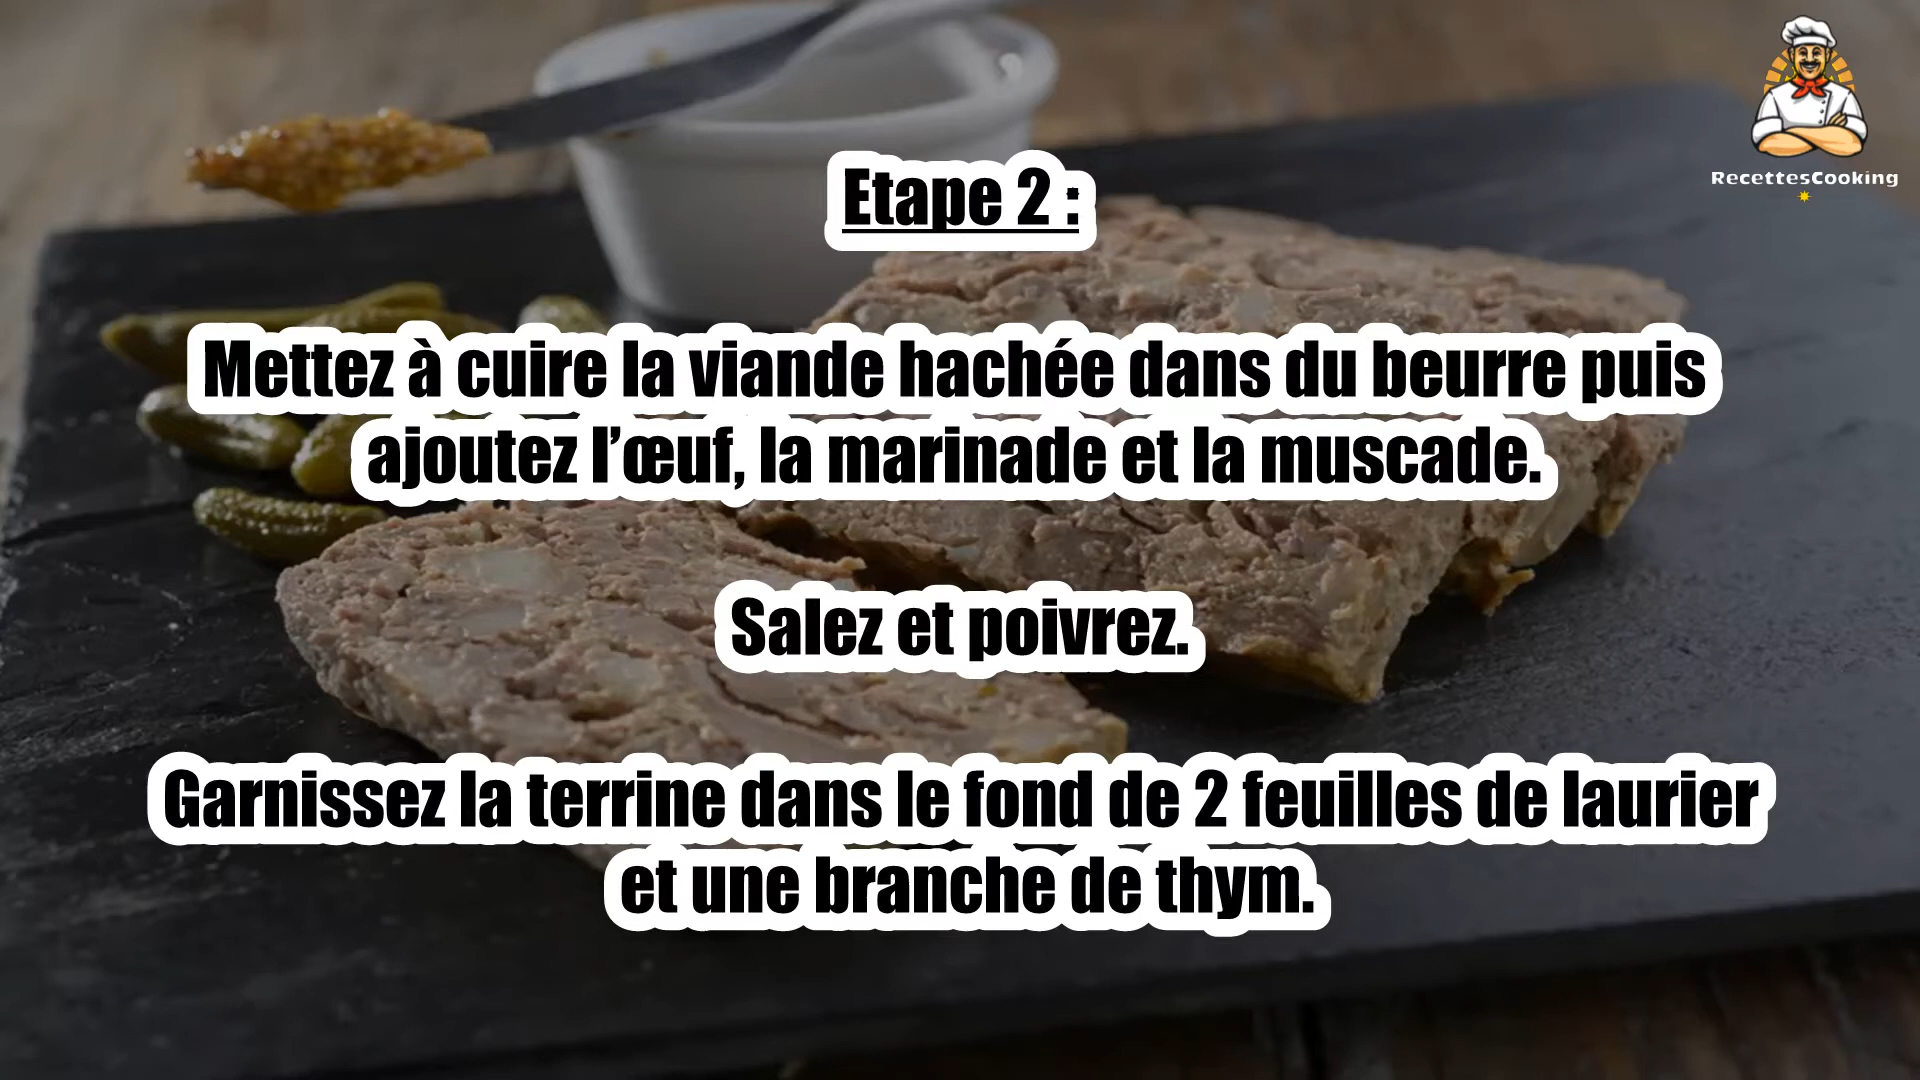 RecettesCooking
Etape 2 :
Mettez à cuire la viande hachée dans du beurre puis
ajoutez l’œuf, la marinade et la muscade.
Salez et poivrez.
Garnissez la terrine dans le fond de 2 feuilles de laurier
et une branche de thym.